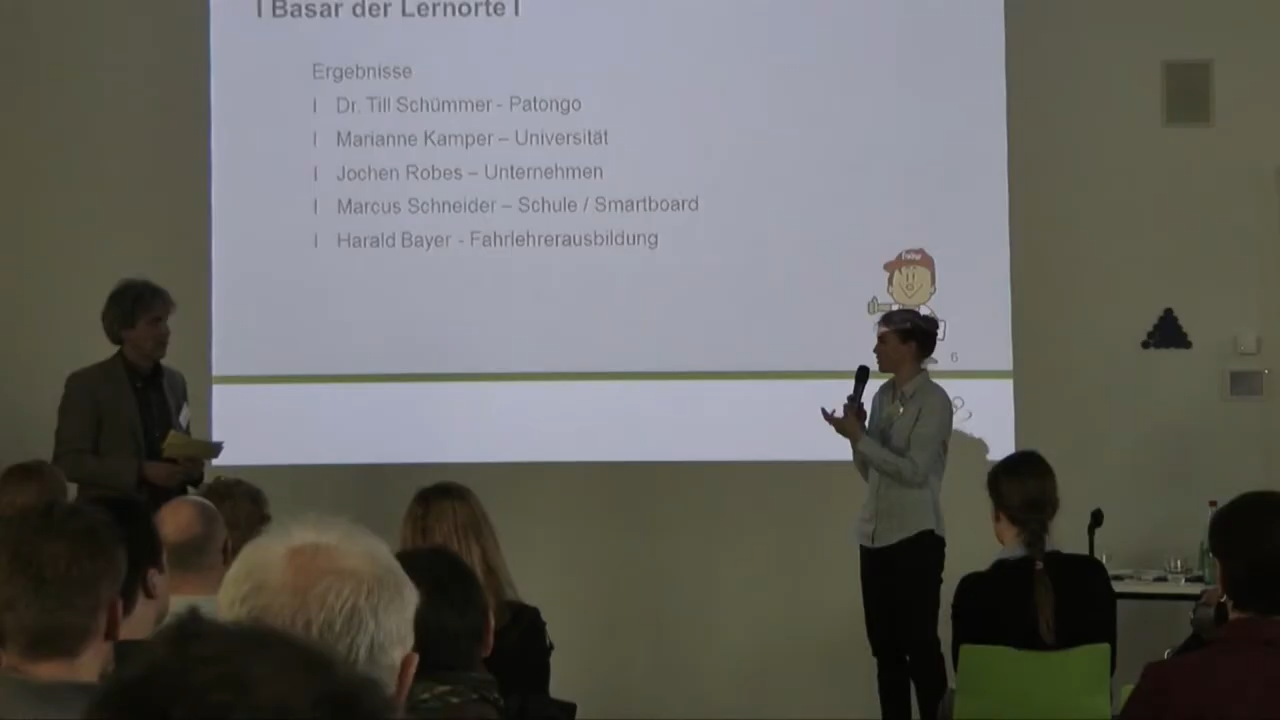 | Basar der Lernorte |
Ergebnisse
| Dr. Till Schümmer - Patongo
| Marianne Kamper – Universität
| Jochen Robes – Unternehmen
| Marcus Schneider – Schule / Smartboard
| Harald Bayer - Fahrlehrerausbildung
6